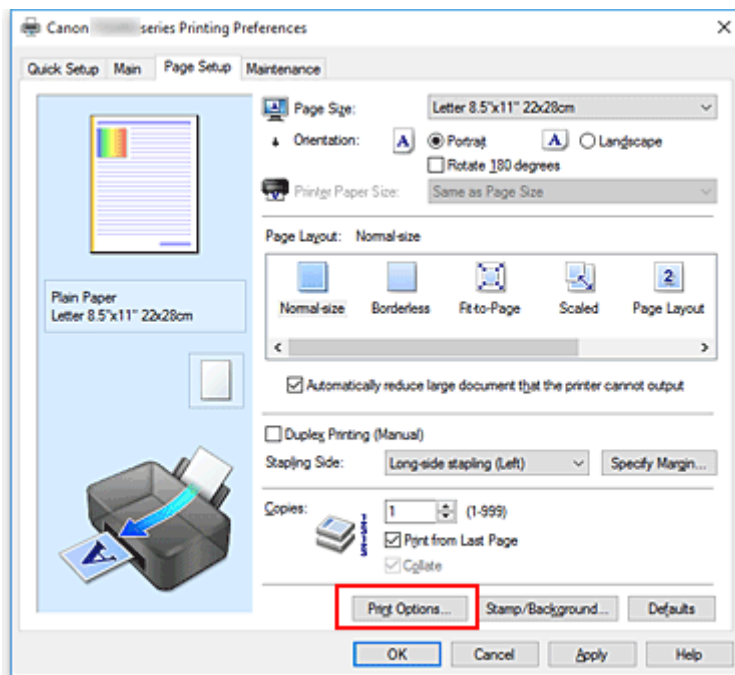 Canon series Printing Preferences
Quick Setup Main Page Setup Maintenance
Page Size: Letter 8.5"x11" 22x28cm
Orientation: A Portrait A Landscape
Rotate 180 degrees
Printer Paper Size: Same as Page Size
Page Layout: Normal-size
2
Normal-size Borderless Fit-to-Page Scaled Page Layout
Plain Paper
Letter 8.5"x11" 22x28cm
Automatically reduce large document that the printer cannot output
Duplex Printing (Manual)
Stapling Side: Long-side stapling (Left) Specify Margin...
Copies: 1 (1-999)
Print from Last Page
Collate
A
Print Options... Stamp/Background... Defaults
OK Cancel Apply Help